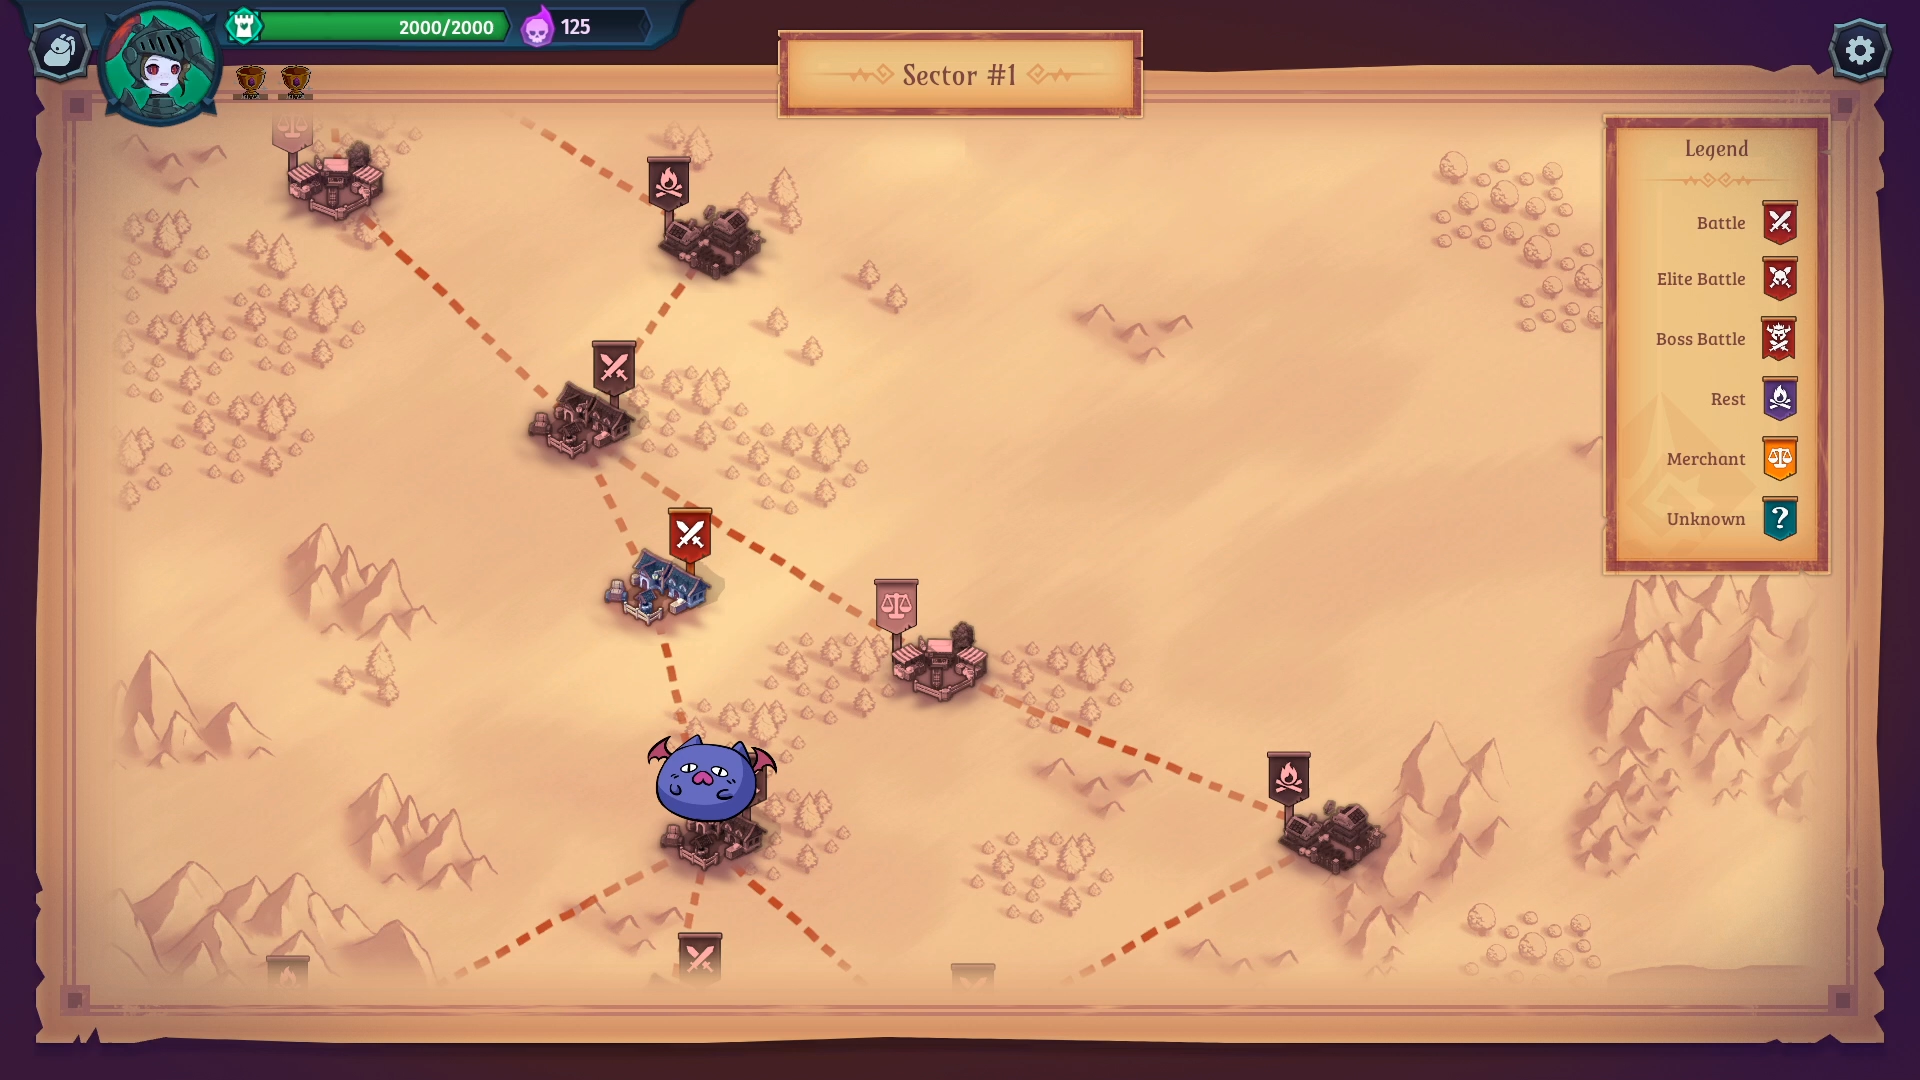 2000/2000
125
Sector #1
Legend
Battle
Elite Battle
Boss Battle
Rest
Merchant
Unknown
?